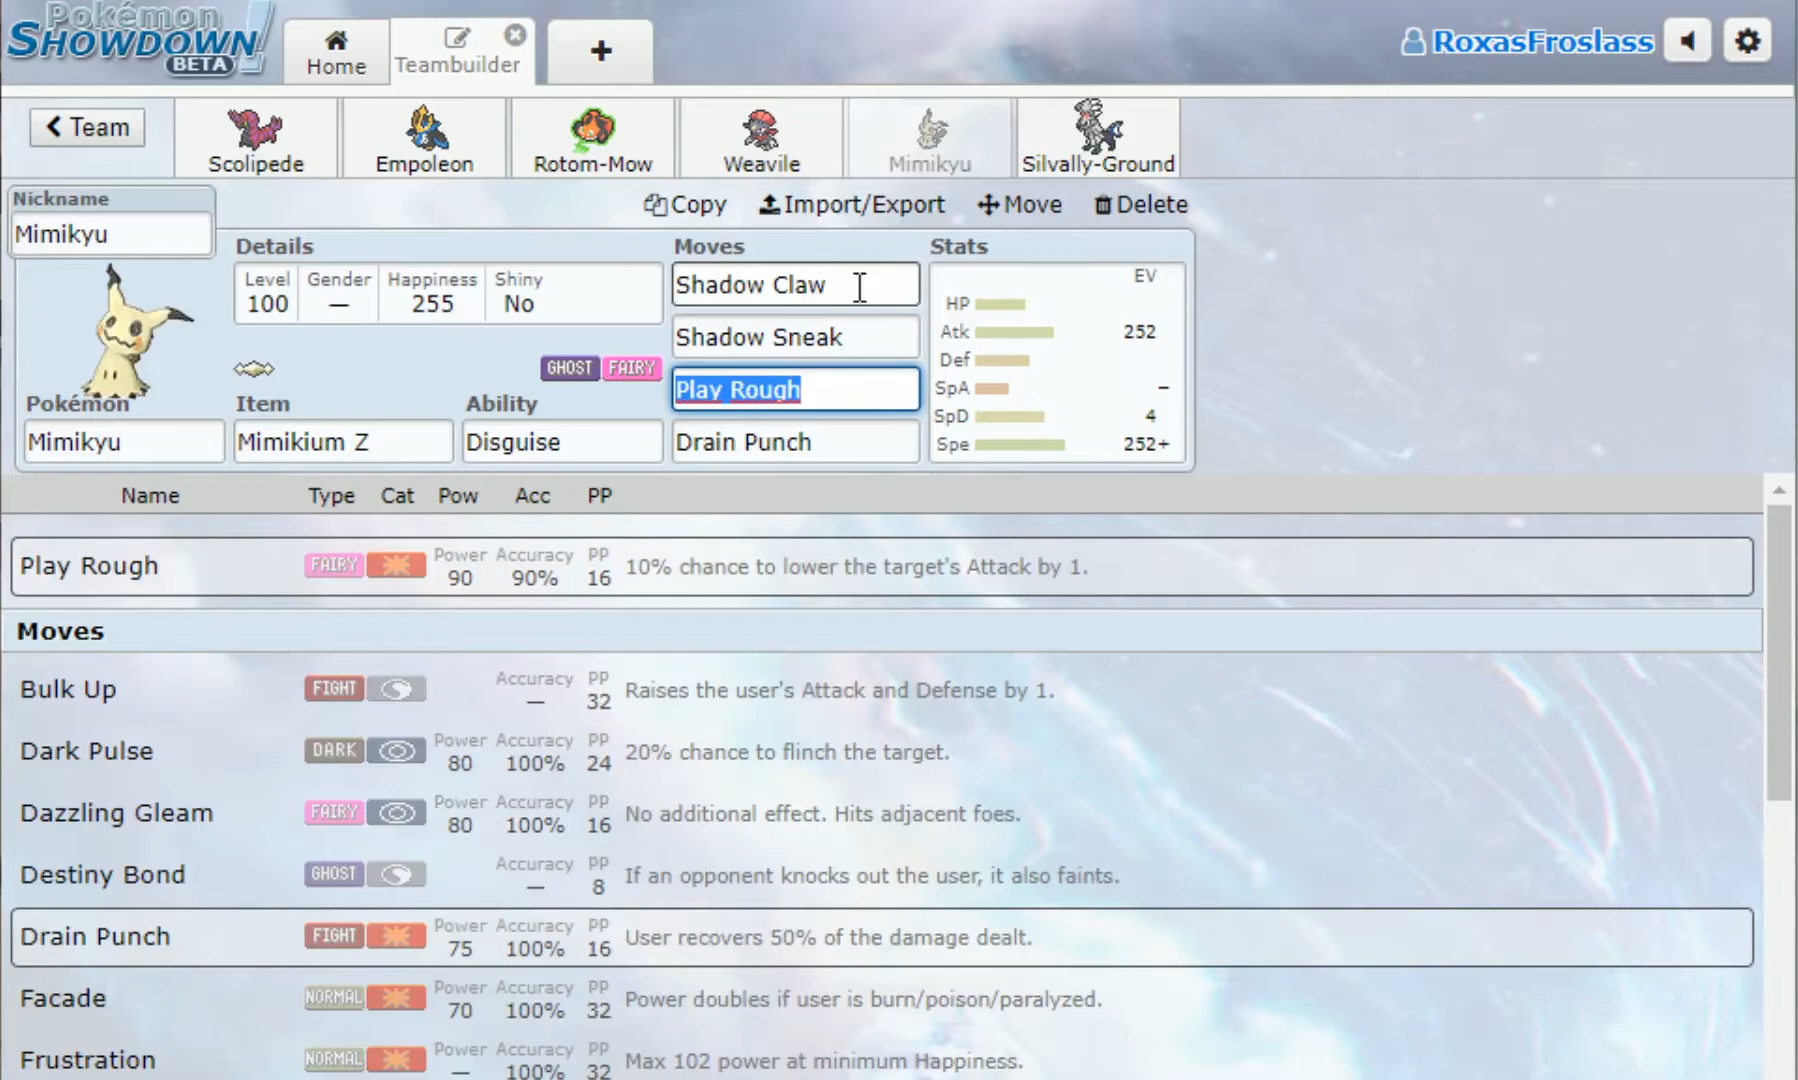 Pokémon
SHOWDOWN!
BETA
Home
Teambuilder
+
RoxasFroslass
Team
Scolipede
Empoleon
Rotom-Mow
Weavile
Mimikyu
Silvally-Ground
Nickname
Mimikyu
Copy Import/Export Move Delete
Details
Level Gender Happiness Shiny
100 — 255 No
GHOST FAIRY
Pokémon Item Ability
Mimikyu Mimikium Z Disguise
Moves
Shadow Claw
Shadow Sneak
Play Rough
Drain Punch
Stats
EV
HP
Atk 252
Def
SpA –
SpD 4
Spe 252+
Name Type Cat Pow Acc PP
Play Rough FAIRY Power 90 Accuracy 90% PP 16 10% chance to lower the target's Attack by 1.
Moves
Bulk Up FIGHT Accuracy — PP 32 Raises the user's Attack and Defense by 1.
Dark Pulse DARK Power 80 Accuracy 100% PP 24 20% chance to flinch the target.
Dazzling Gleam FAIRY Power 80 Accuracy 100% PP 16 No additional effect. Hits adjacent foes.
Destiny Bond GHOST Accuracy — PP 8 If an opponent knocks out the user, it also faints.
Drain Punch FIGHT Power 75 Accuracy 100% PP 16 User recovers 50% of the damage dealt.
Facade NORMAL Power 70 Accuracy 100% PP 32 Power doubles if user is burn/poison/paralyzed.
Frustration NORMAL Power — Accuracy 100% PP 32 Max 102 power at minimum Happiness.